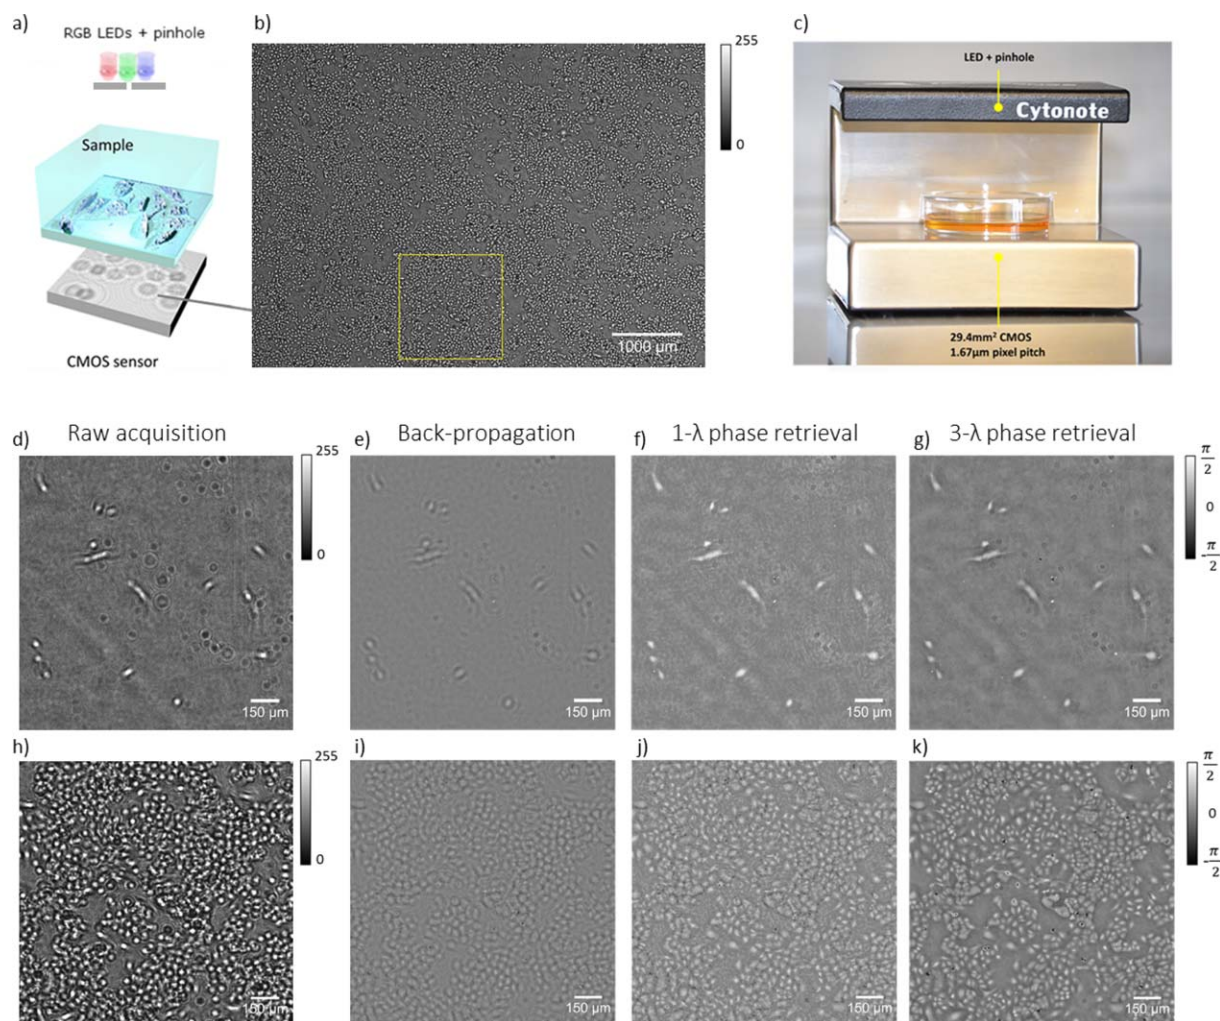 a)
RGB LEDs + pinhole
Sample
CMOS sensor
b)
255
0
1000 µm
c)
LED + pinhole
Cytonote
29.4mm² CMOS
1.67µm pixel pitch
d)
Raw acquisition
255
0
150 µm
e)
Back-propagation
150 µm
f)
1-λ phase retrieval
150 µm
g)
3-λ phase retrieval
π/2
0
-π/2
150 µm
h)
255
0
150 µm
i)
150 µm
j)
150 µm
k)
π/2
0
-π/2
150 µm